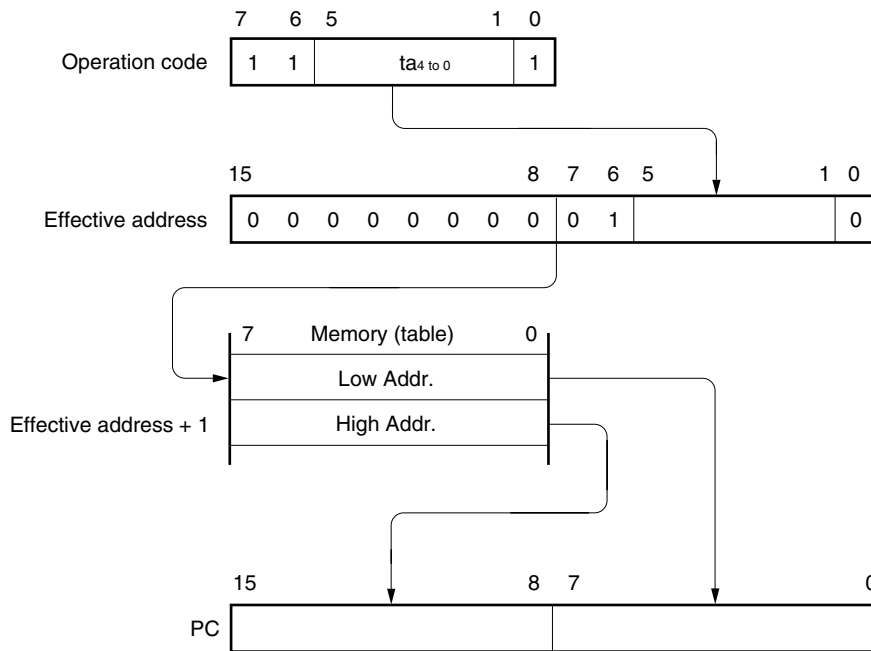 7 6 5 1 0
Operation code 1 1 ta4 to 0 1
15 8 7 6 5 1 0
Effective address 0 0 0 0 0 0 0 0 0 1 0
7 Memory (table) 0
Low Addr.
Effective address + 1 High Addr.
15 8 7 0
PC